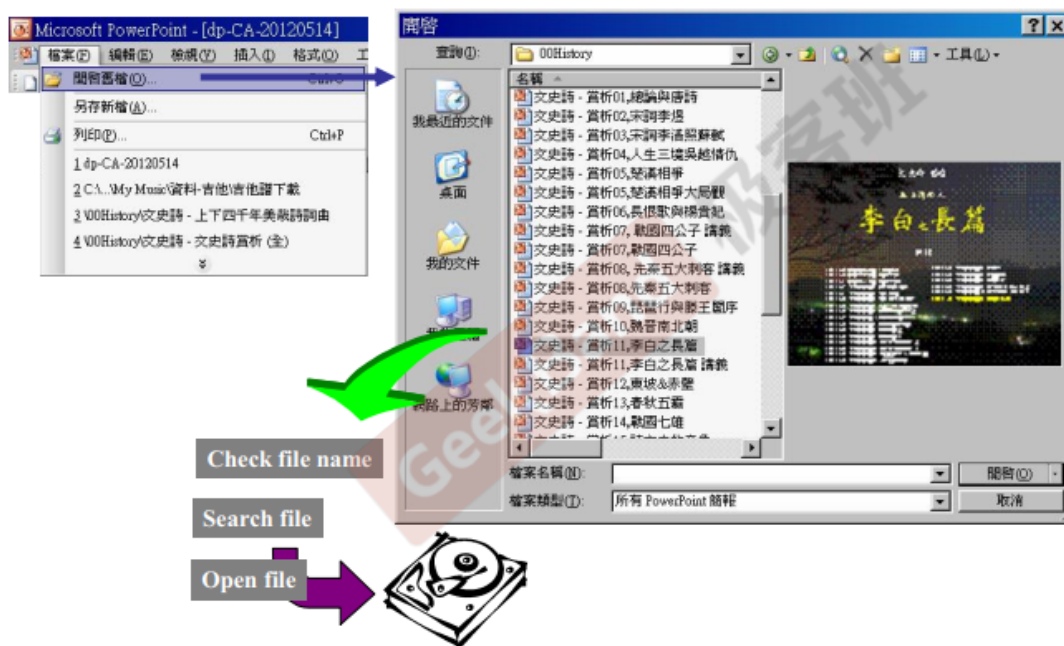 Microsoft PowerPoint - [dp-CA-20120514]
檔案(F) 編輯(E) 檢視(V) 插入(I) 格式(O) 工
開啓舊檔(O)...
另存新檔(A)...
列印(P)... Ctrl+P
1 dp-CA-20120514
2 C:\...\My Music\資料-吉他\吉他譜下載
3 \00History\文史詩 - 上下四千年美哉詩詞曲
4 \00History\文史詩 - 文史詩賞析 (全)
開啓
查詢(I): 00History 工具(L)
名稱
文史詩 - 賞析01,總論與唐詩
文史詩 - 賞析02,宋詞李煜
文史詩 - 賞析03,宋詞李清照蘇軾
文史詩 - 賞析04,人生三境吳越情仇
文史詩 - 賞析05,楚漢相爭
文史詩 - 賞析05,楚漢相爭大局觀
文史詩 - 賞析06,長恨歌與楊貴妃
文史詩 - 賞析07, 戰國四公子 講義
文史詩 - 賞析07,戰國四公子
文史詩 - 賞析08, 先秦五大刺客 講義
文史詩 - 賞析08,先秦五大刺客
文史詩 - 賞析09,琵琶行與滕王閣序
文史詩 - 賞析10,魏晉南北朝
文史詩 - 賞析11,李白之長篇
文史詩 - 賞析11,李白之長篇 講義
文史詩 - 賞析12,東坡&赤壁
文史詩 - 賞析13,春秋五霸
文史詩 - 賞析14,戰國七雄
我最近的文件
桌面
我的文件
網路上的芳鄰
李白之長篇
檔案名稱(N): 開啓(O)
檔案類型(T): 所有 PowerPoint 簡報 取消
Check file name
Search file
Open file
极客班